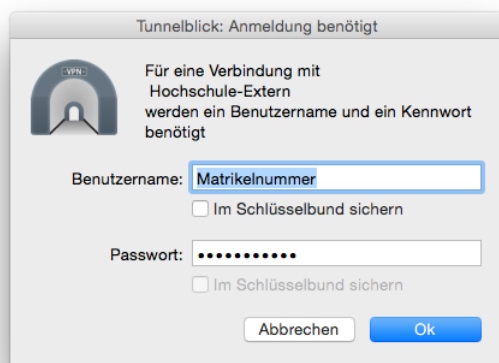 Tunnelblick: Anmeldung benötigt
VPN
Für eine Verbindung mit
Hochschule-Extern
werden ein Benutzername und ein Kennwort
benötigt
Benutzername: Matrikelnummer
Im Schlüsselbund sichern
Passwort: •••••••••••
Im Schlüsselbund sichern
Abbrechen Ok